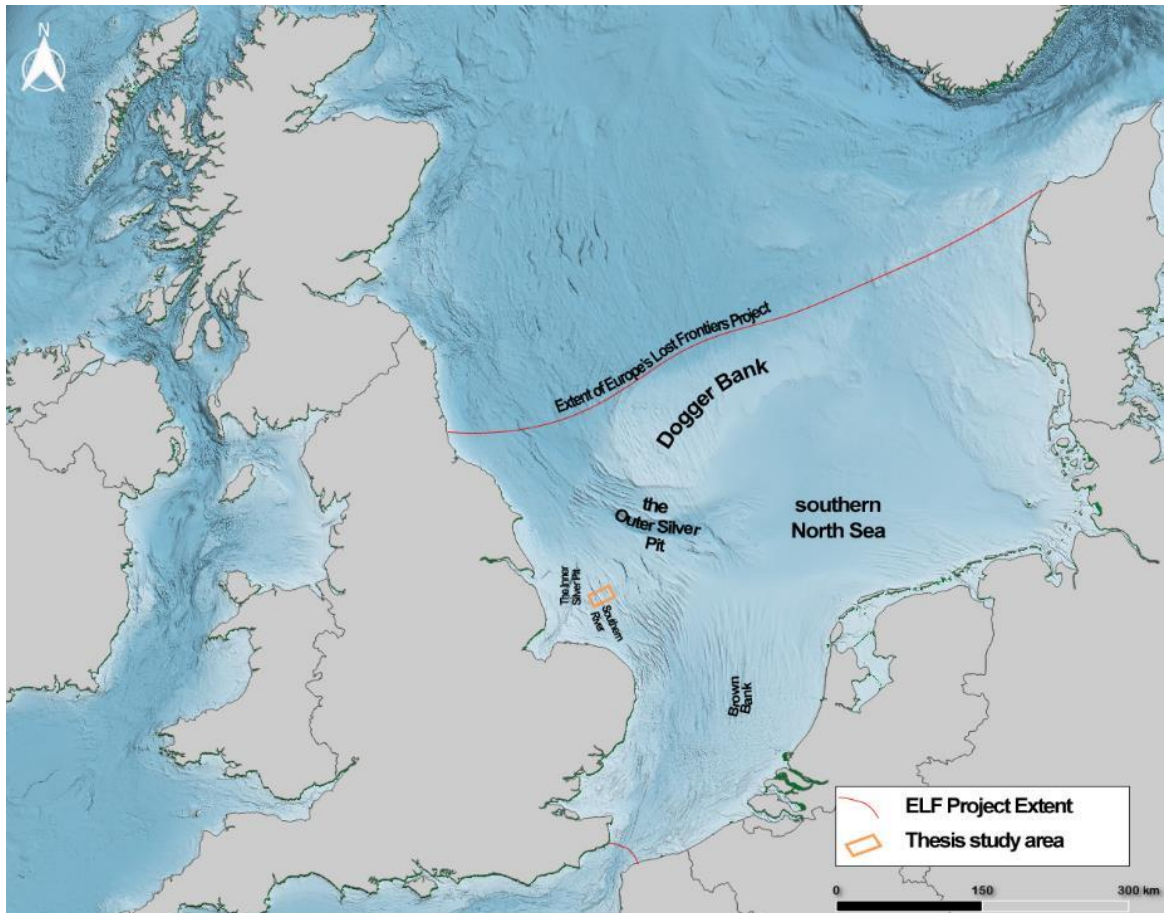 N
Extent of Europe's Lost Frontiers Project
Dogger Bank
the
Outer Silver
Pit
southern
North Sea
The Inner
Silver Pit
Southern
River
Brown
Bank
ELF Project Extent
Thesis study area
0
150
300 km